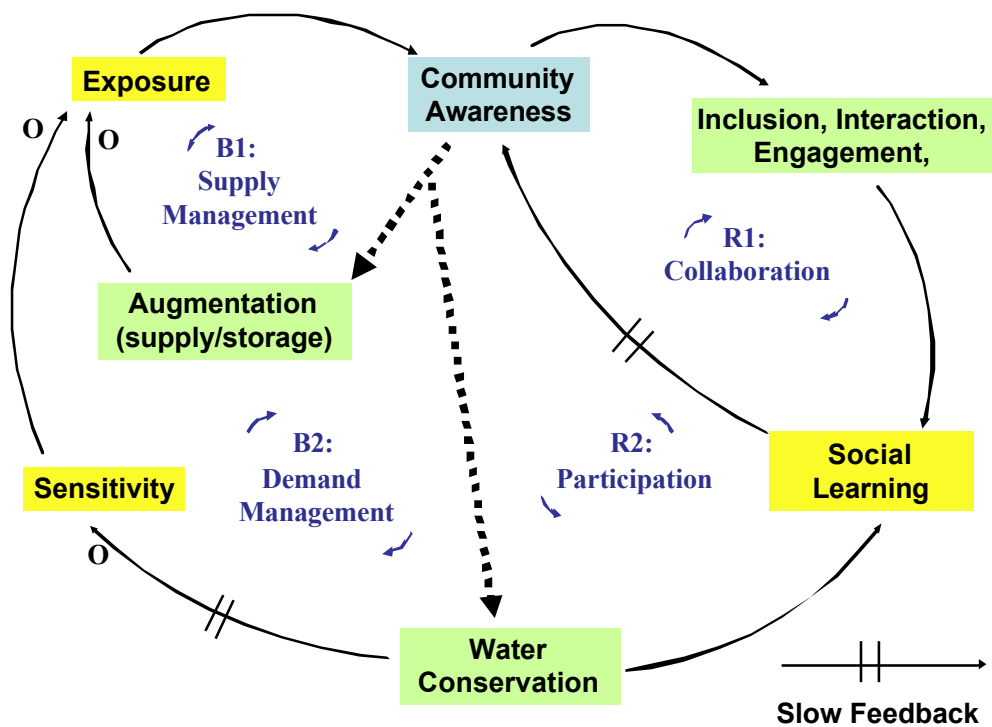 Exposure
Community
Awareness
Inclusion, Interaction,
Engagement,
O
O
B1:
Supply
Management
R1:
Collaboration
Augmentation
(supply/storage)
B2:
Demand
Management
R2:
Participation
Social
Learning
Sensitivity
O
Water
Conservation
Slow Feedback